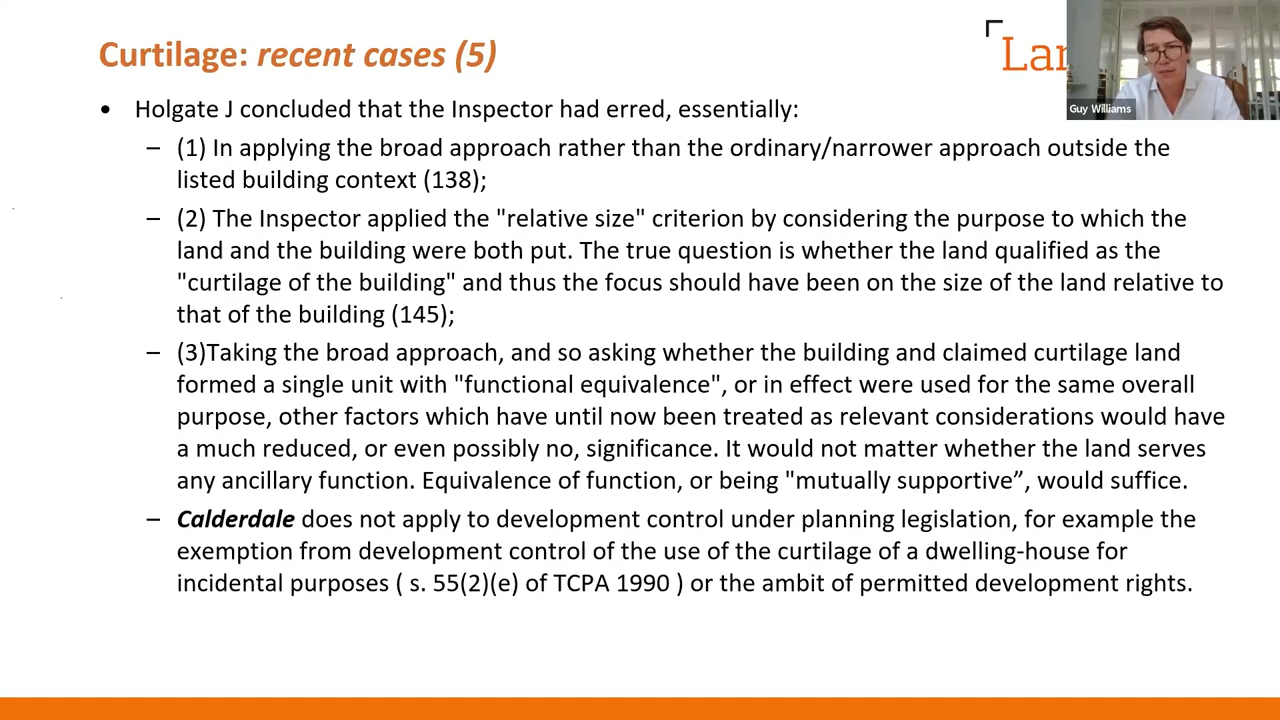 Curtilage: recent cases (5)
Lan
Guy Williams
• Holgate J concluded that the Inspector had erred, essentially:
– (1) In applying the broad approach rather than the ordinary/narrower approach outside the
listed building context (138);
– (2) The Inspector applied the "relative size" criterion by considering the purpose to which the
land and the building were both put. The true question is whether the land qualified as the
"curtilage of the building" and thus the focus should have been on the size of the land relative to
that of the building (145);
– (3)Taking the broad approach, and so asking whether the building and claimed curtilage land
formed a single unit with "functional equivalence", or in effect were used for the same overall
purpose, other factors which have until now been treated as relevant considerations would have
a much reduced, or even possibly no, significance. It would not matter whether the land serves
any ancillary function. Equivalence of function, or being "mutually supportive”, would suffice.
– Calderdale does not apply to development control under planning legislation, for example the
exemption from development control of the use of the curtilage of a dwelling-house for
incidental purposes ( s. 55(2)(e) of TCPA 1990 ) or the ambit of permitted development rights.